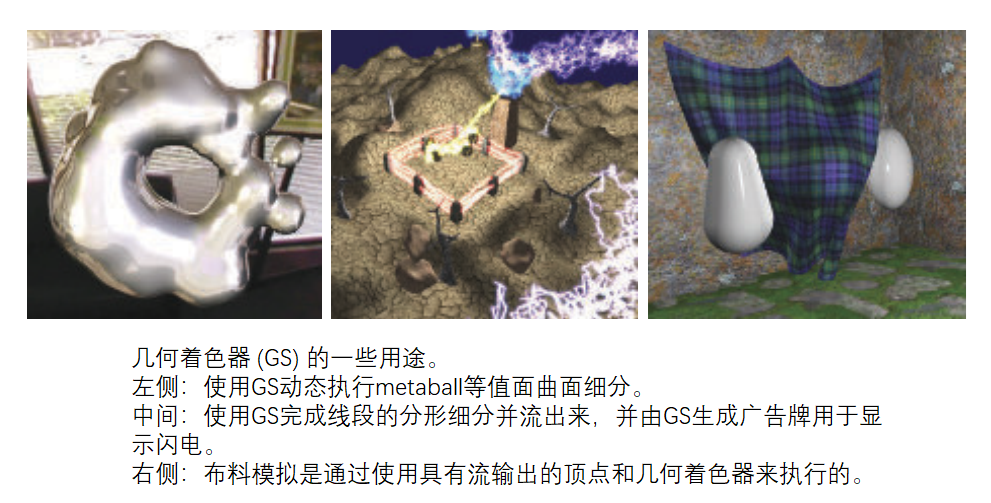 几何着色器 (GS) 的一些用途。
左侧：使用GS动态执行metaball等值面曲面细分。
中间：使用GS完成线段的分形细分并流出来，并由GS生成广告牌用于显
示闪电。
右侧：布料模拟是通过使用具有流输出的顶点和几何着色器来执行的。